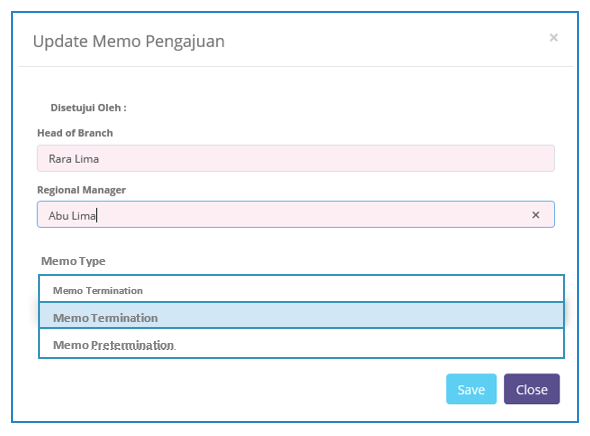 Update Memo Pengajuan ×
Disetujui Oleh :
Head of Branch
Rara Lima
Regional Manager
Abu Lima ×
Memo Type
Memo Termination
Memo Termination
Memo Pretermination
Save Close